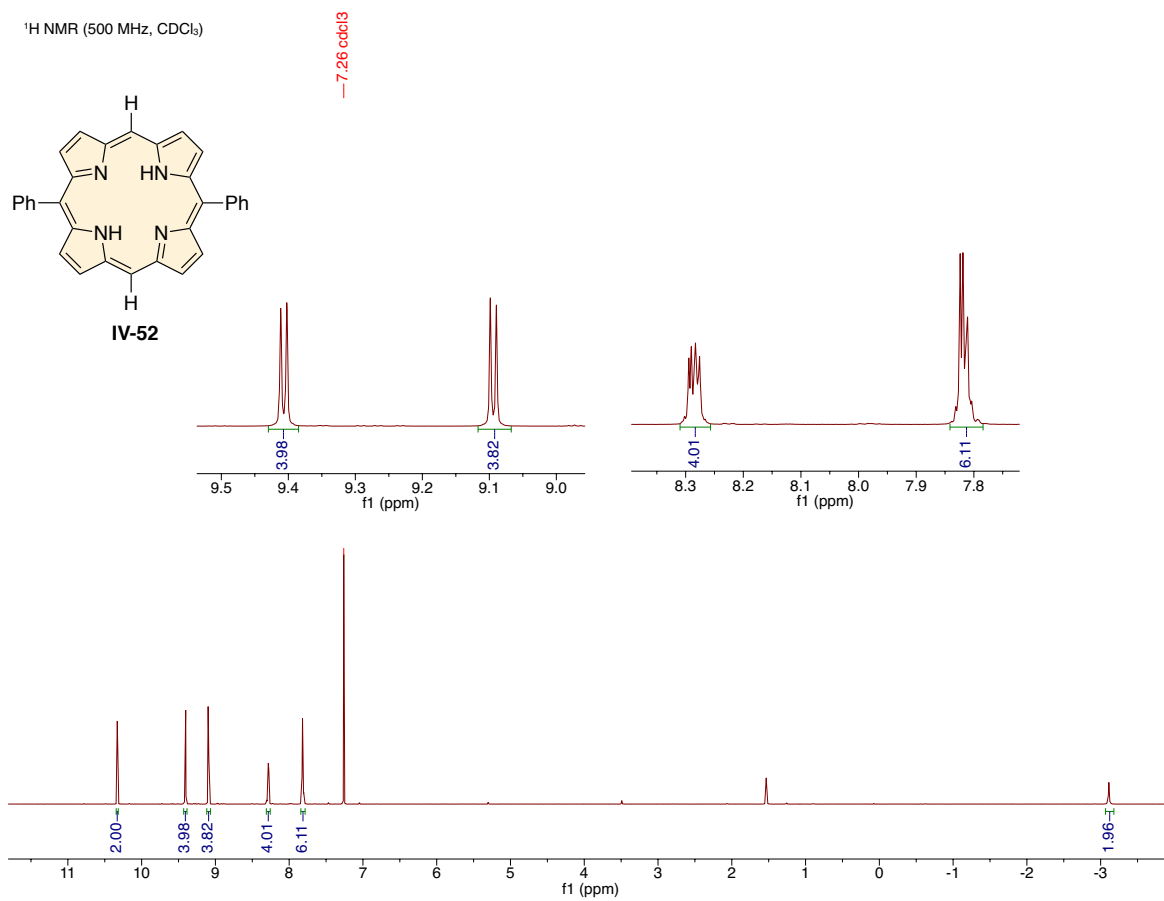 ¹H NMR (500 MHz, CDCl₃)
—7.26 cdcl3
H
N
HN
Ph
Ph
NH
N
H
IV-52
3.98
3.82
9.5
9.4
9.3
9.2
9.1
9.0
f1 (ppm)
4.01
6.11
8.3
8.2
8.1
8.0
7.9
7.8
f1 (ppm)
2.00
3.98
3.82
4.01
6.11
1.96
11
10
9
8
7
6
5
4
3
2
1
0
-1
-2
-3
f1 (ppm)